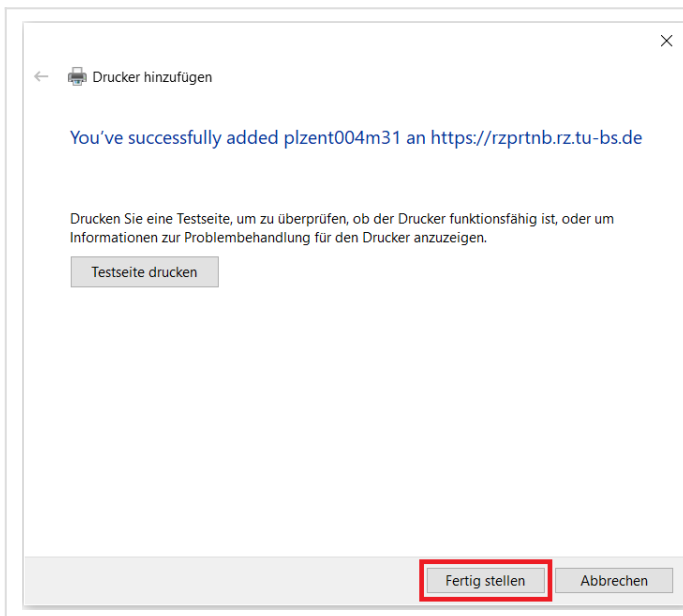 Drucker hinzufügen
You’ve successfully added plzent004m31 an https://rzprtnb.rz.tu-bs.de
Drucken Sie eine Testseite, um zu überprüfen, ob der Drucker funktionsfähig ist, oder um
Informationen zur Problembehandlung für den Drucker anzuzeigen.
Testseite drucken
Fertig stellen Abbrechen